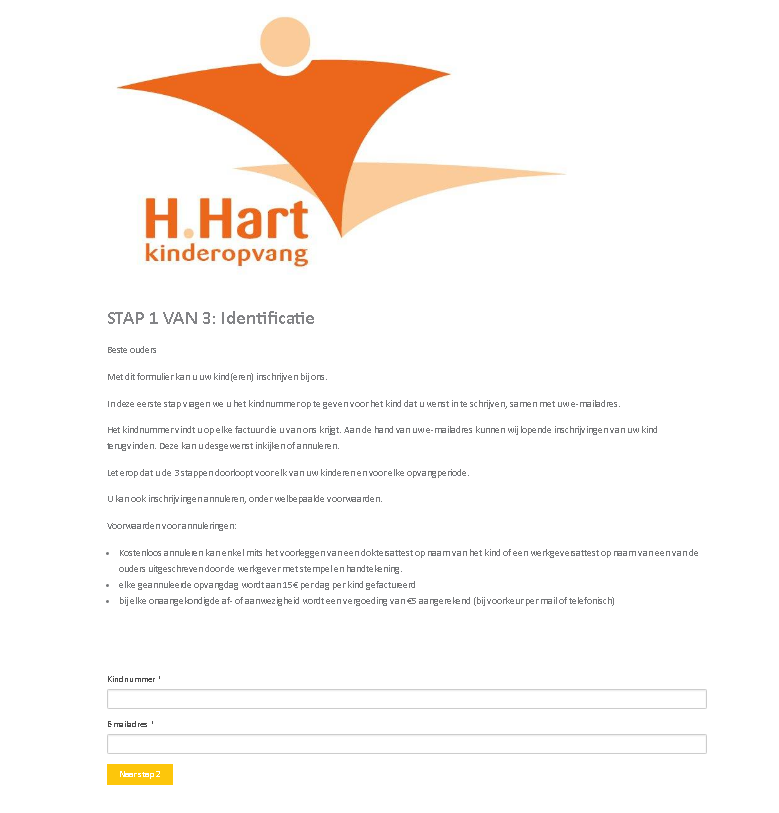 H.Hart
kinderopvang
STAP 1 VAN 3: Identificatie
Beste ouders
Met dit formulier kan u uw kind(eren) inschrijven bij ons.
In deze eerste stap vragen we u het kindnummer op te geven voor het kind dat u wenst in te schrijven, samen met uw e-mailadres.
Het kindnummer vindt u op elke factuur die u van ons krijgt. Aan de hand van uw e-mailadres kunnen wij lopende inschrijvingen van uw kind
terugvinden. Deze kan u desgewenst inkijken of annuleren.
Let erop dat u de 3 stappen doorloopt voor elk van uw kinderen en voor elke opvangperiode.
U kan ook inschrijvingen annuleren, onder welbepaalde voorwaarden.
Voorwaarden voor annuleringen:
• Kostenloos annuleren kan enkel mits het voorleggen van een doktersattest op naam van het kind of een werkgeversattest op naam van een van de
ouders uitgeschreven door de werkgever met stempel en handtekening.
• elke geannuleerde opvangdag wordt aan 15€ per dag per kind gefactureerd
• bij elke onaangekondigde af- of aanwezigheid wordt een vergoeding van €5 aangerekend (bij voorkeur per mail of telefonisch)
Kindnummer *
E-mailadres *
Naar stap 2